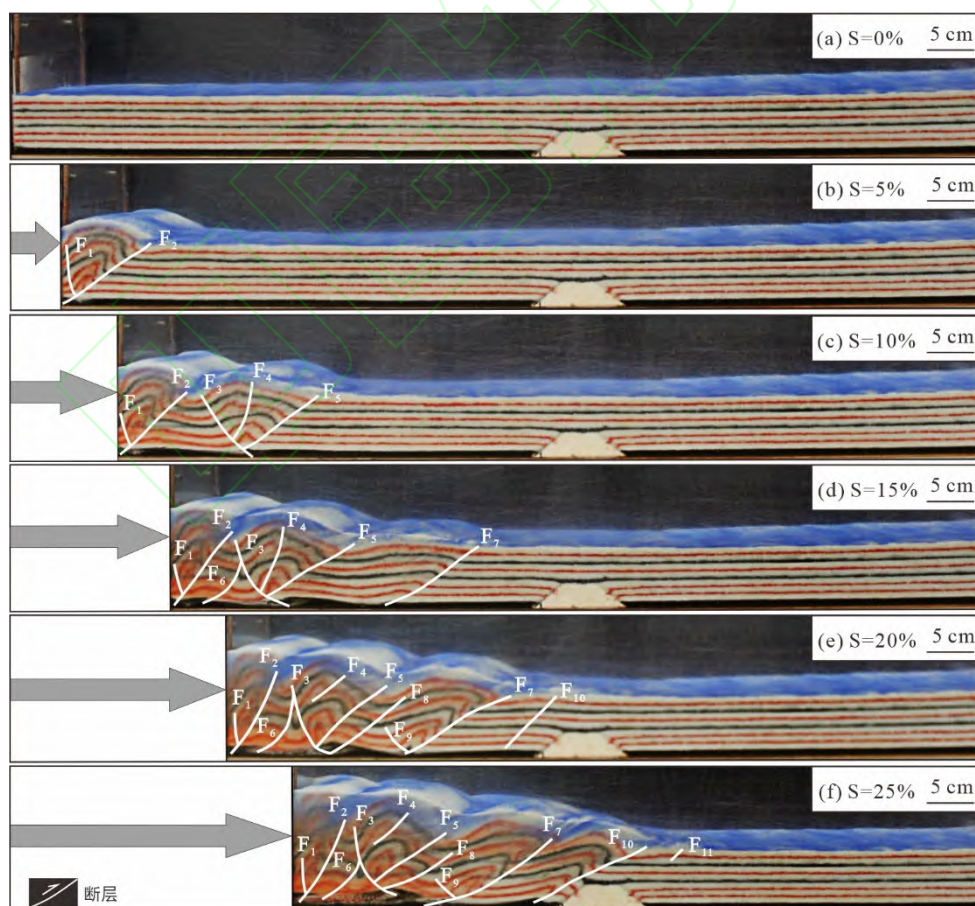 (a) S=0% 5 cm
(b) S=5% 5 cm
F₁ F₂
(c) S=10% 5 cm
F₁ F₂ F₃ F₄ F₅
(d) S=15% 5 cm
F₁ F₂ F₃ F₄ F₅ F₆ F₇
(e) S=20% 5 cm
F₁ F₂ F₃ F₄ F₅ F₆ F₈ F₉ F₇ F₁₀
(f) S=25% 5 cm
F₁ F₂ F₃ F₄ F₅ F₆ F₈ F₉ F₇ F₁₀ F₁₁
断层